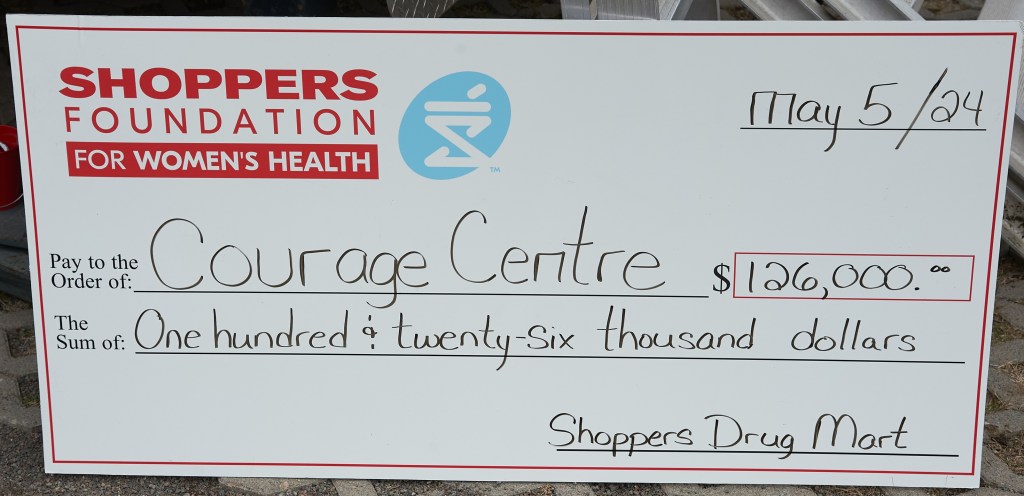 SHOPPERS
FOUNDATION
FOR WOMEN'S HEALTH
TM
May 5/24
Pay to the
Order of: Courage Centre $ 126,000.00
The
Sum of: One hundred & twenty-six thousand dollars
Shoppers Drug Mart